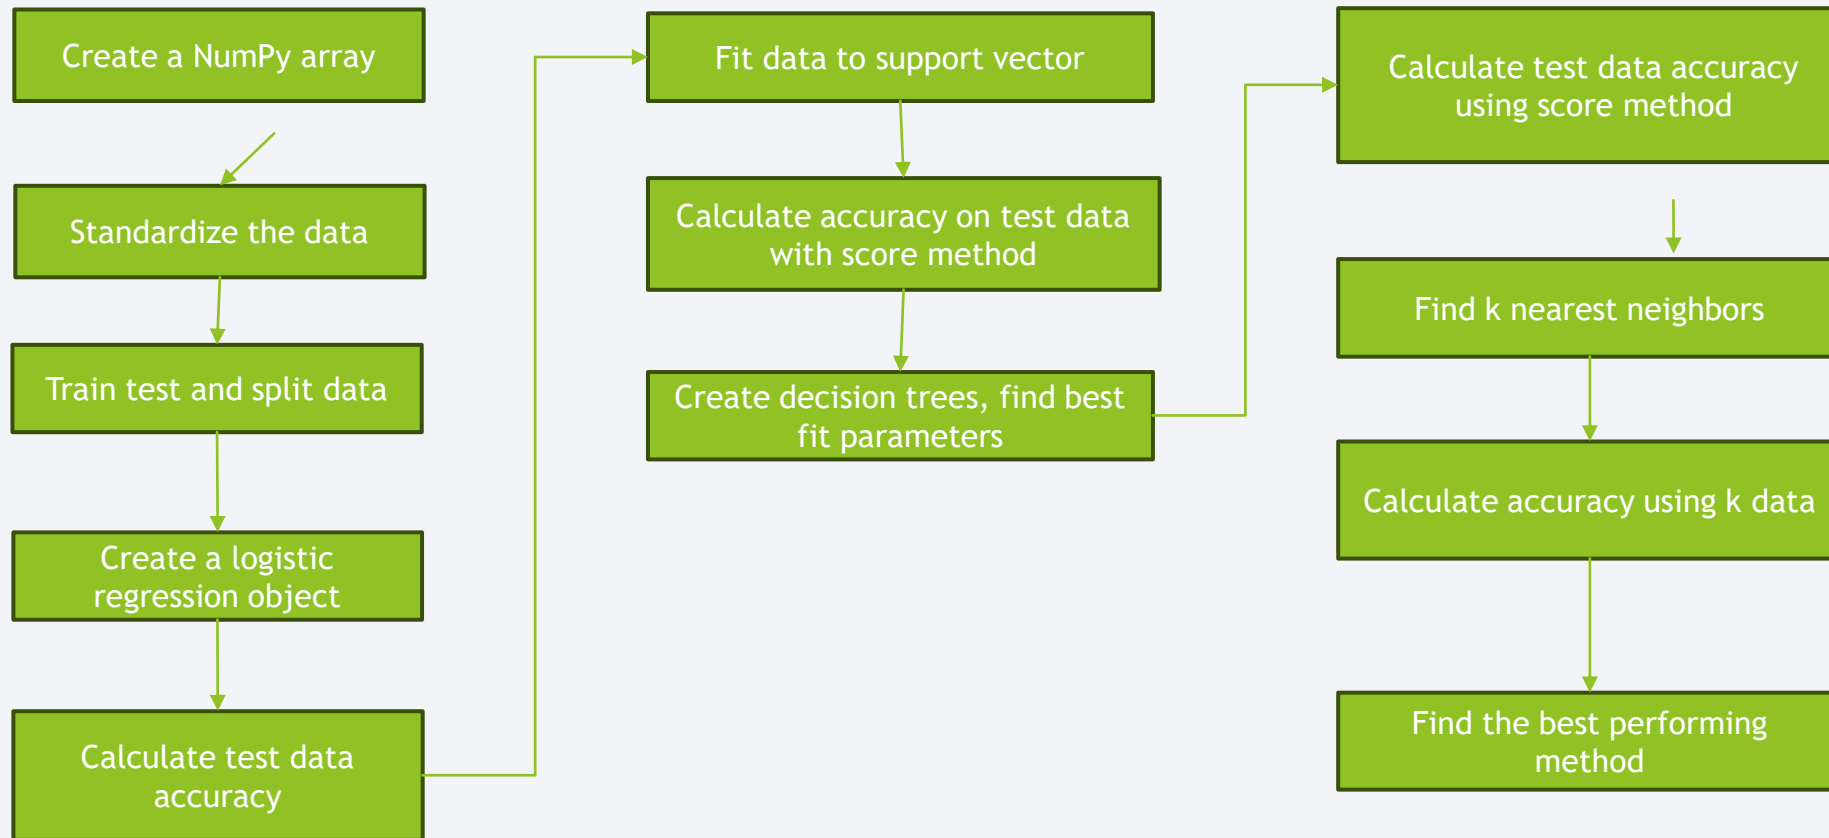 Create a NumPy array
Standardize the data
Train test and split data
Create a logistic
regression object
Calculate test data
accuracy
Fit data to support vector
Calculate accuracy on test data
with score method
Create decision trees, find best
fit parameters
Calculate test data accuracy
using score method
Find k nearest neighbors
Calculate accuracy using k data
Find the best performing
method